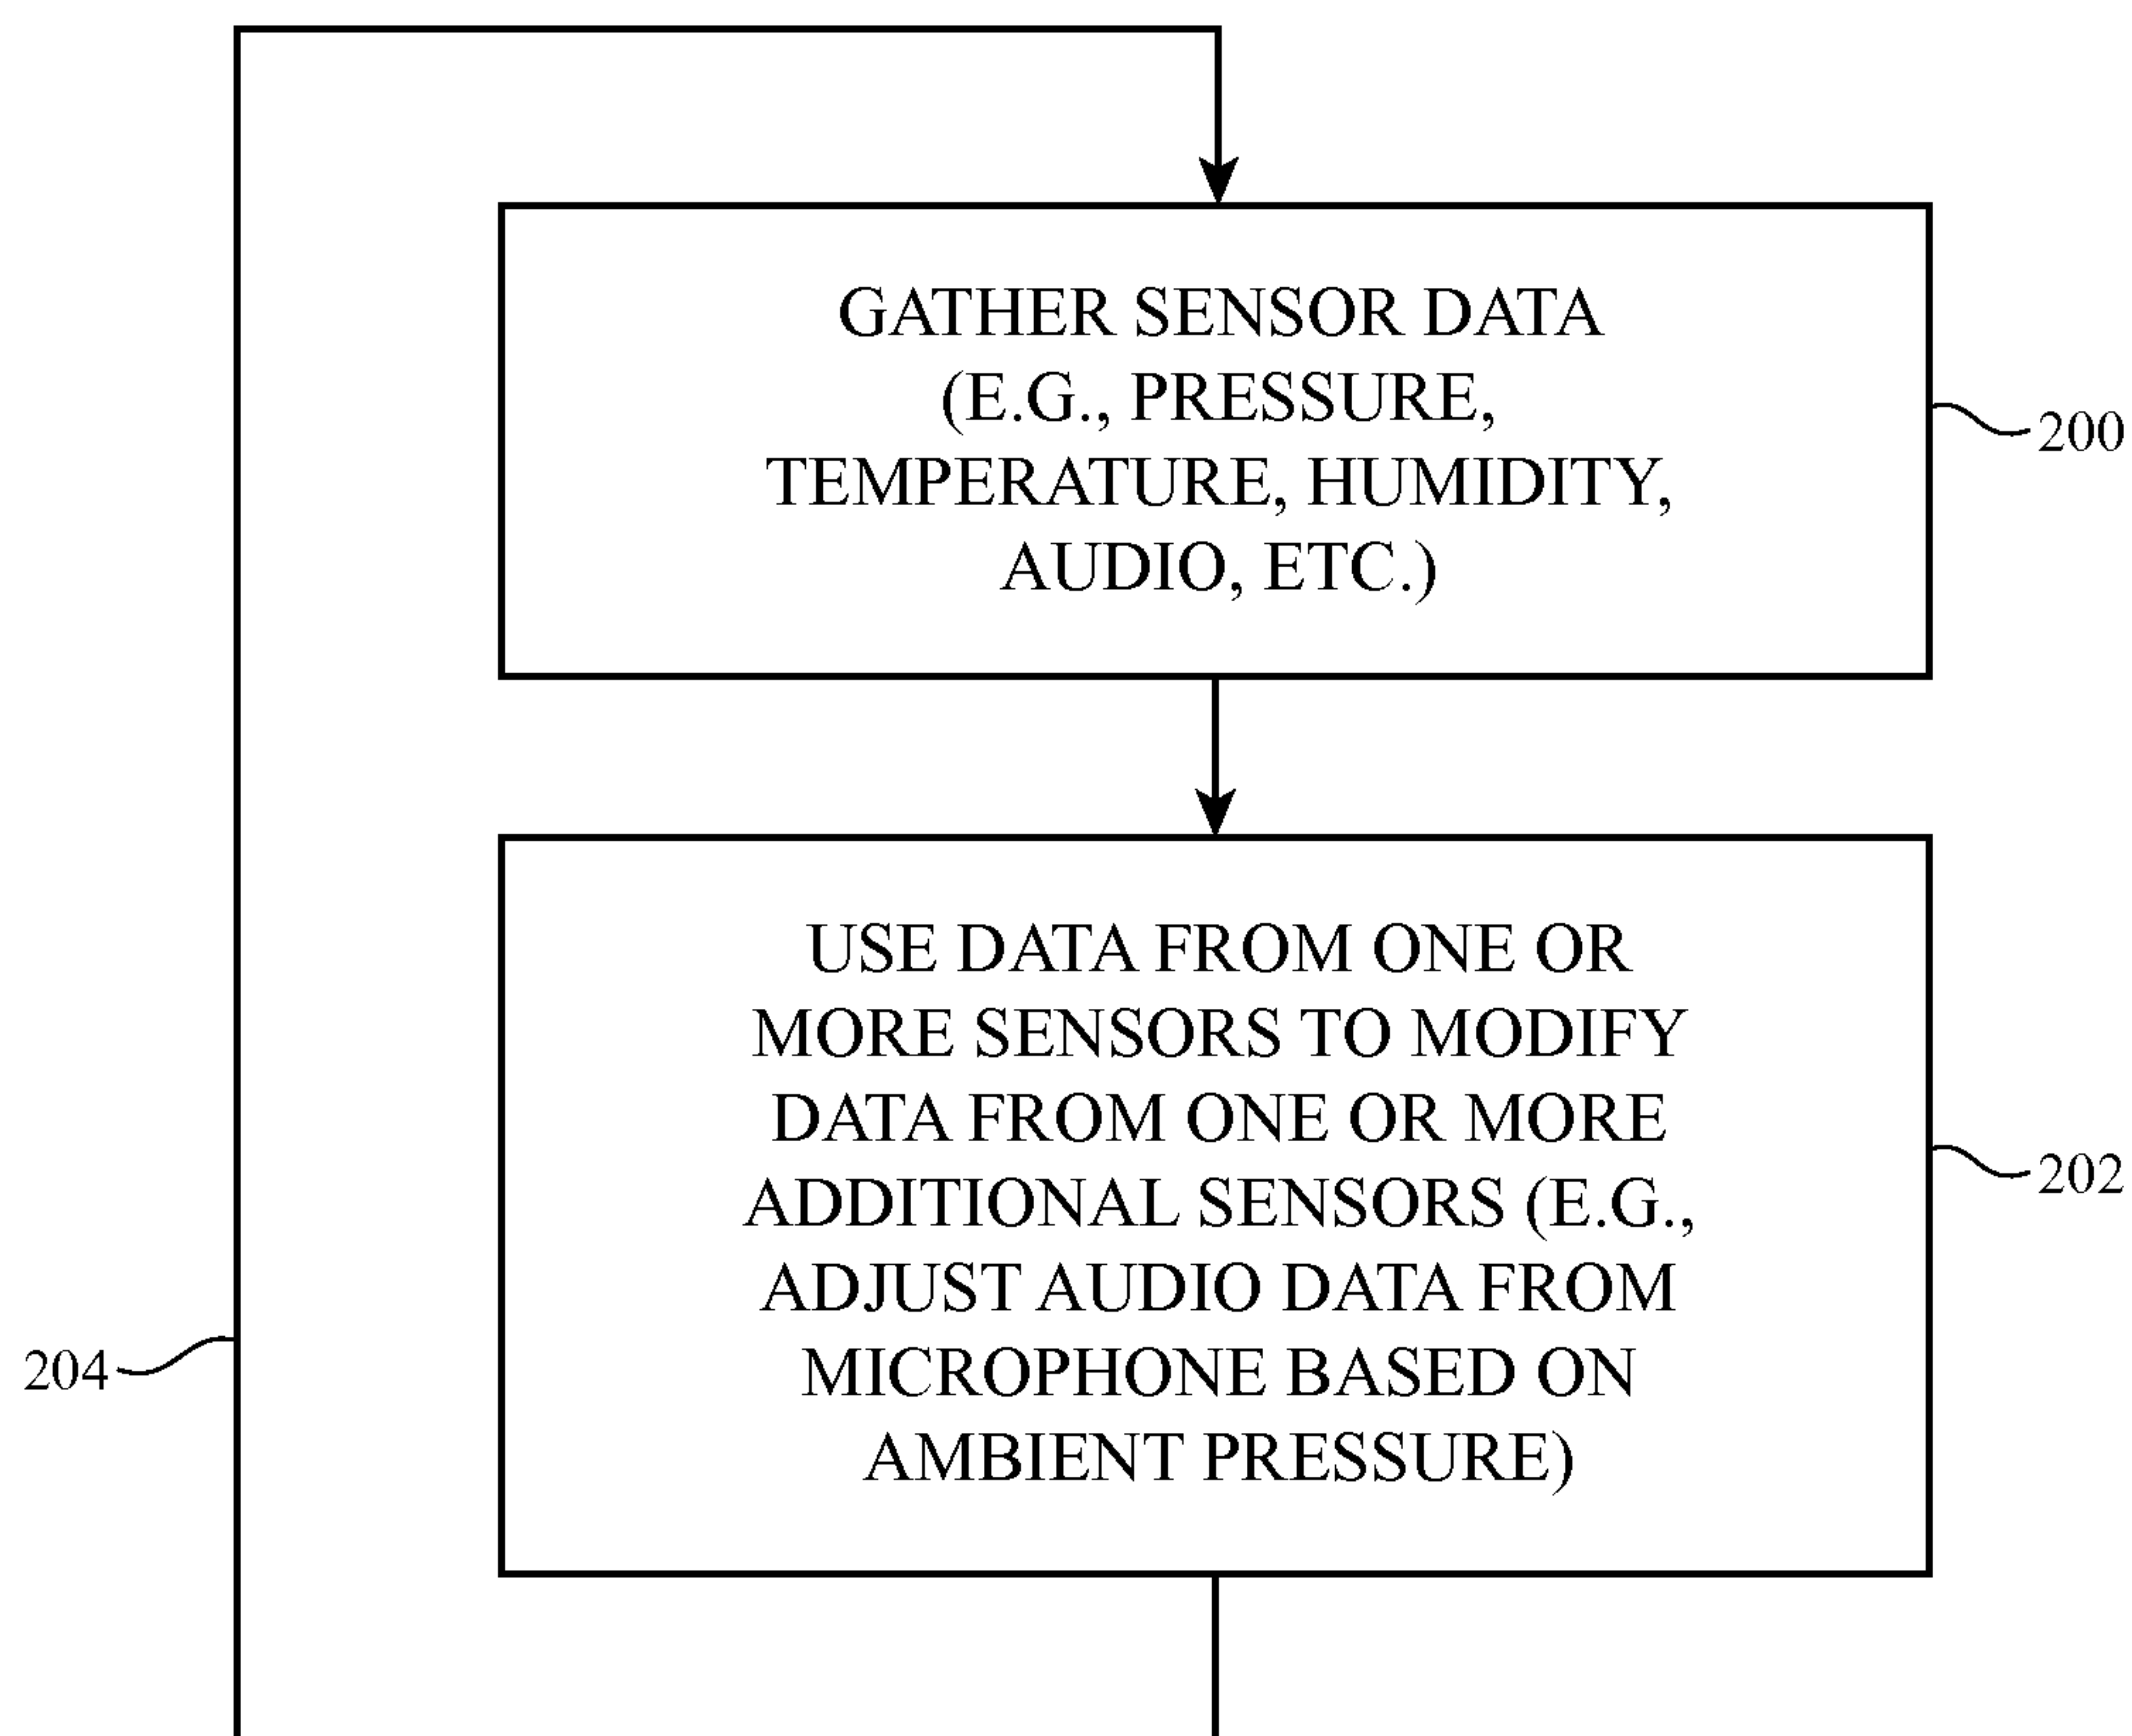 GATHER SENSOR DATA
(E.G., PRESSURE,
TEMPERATURE, HUMIDITY,
AUDIO, ETC.)
200
USE DATA FROM ONE OR
MORE SENSORS TO MODIFY
DATA FROM ONE OR MORE
ADDITIONAL SENSORS (E.G.,
ADJUST AUDIO DATA FROM
MICROPHONE BASED ON
AMBIENT PRESSURE)
202
204